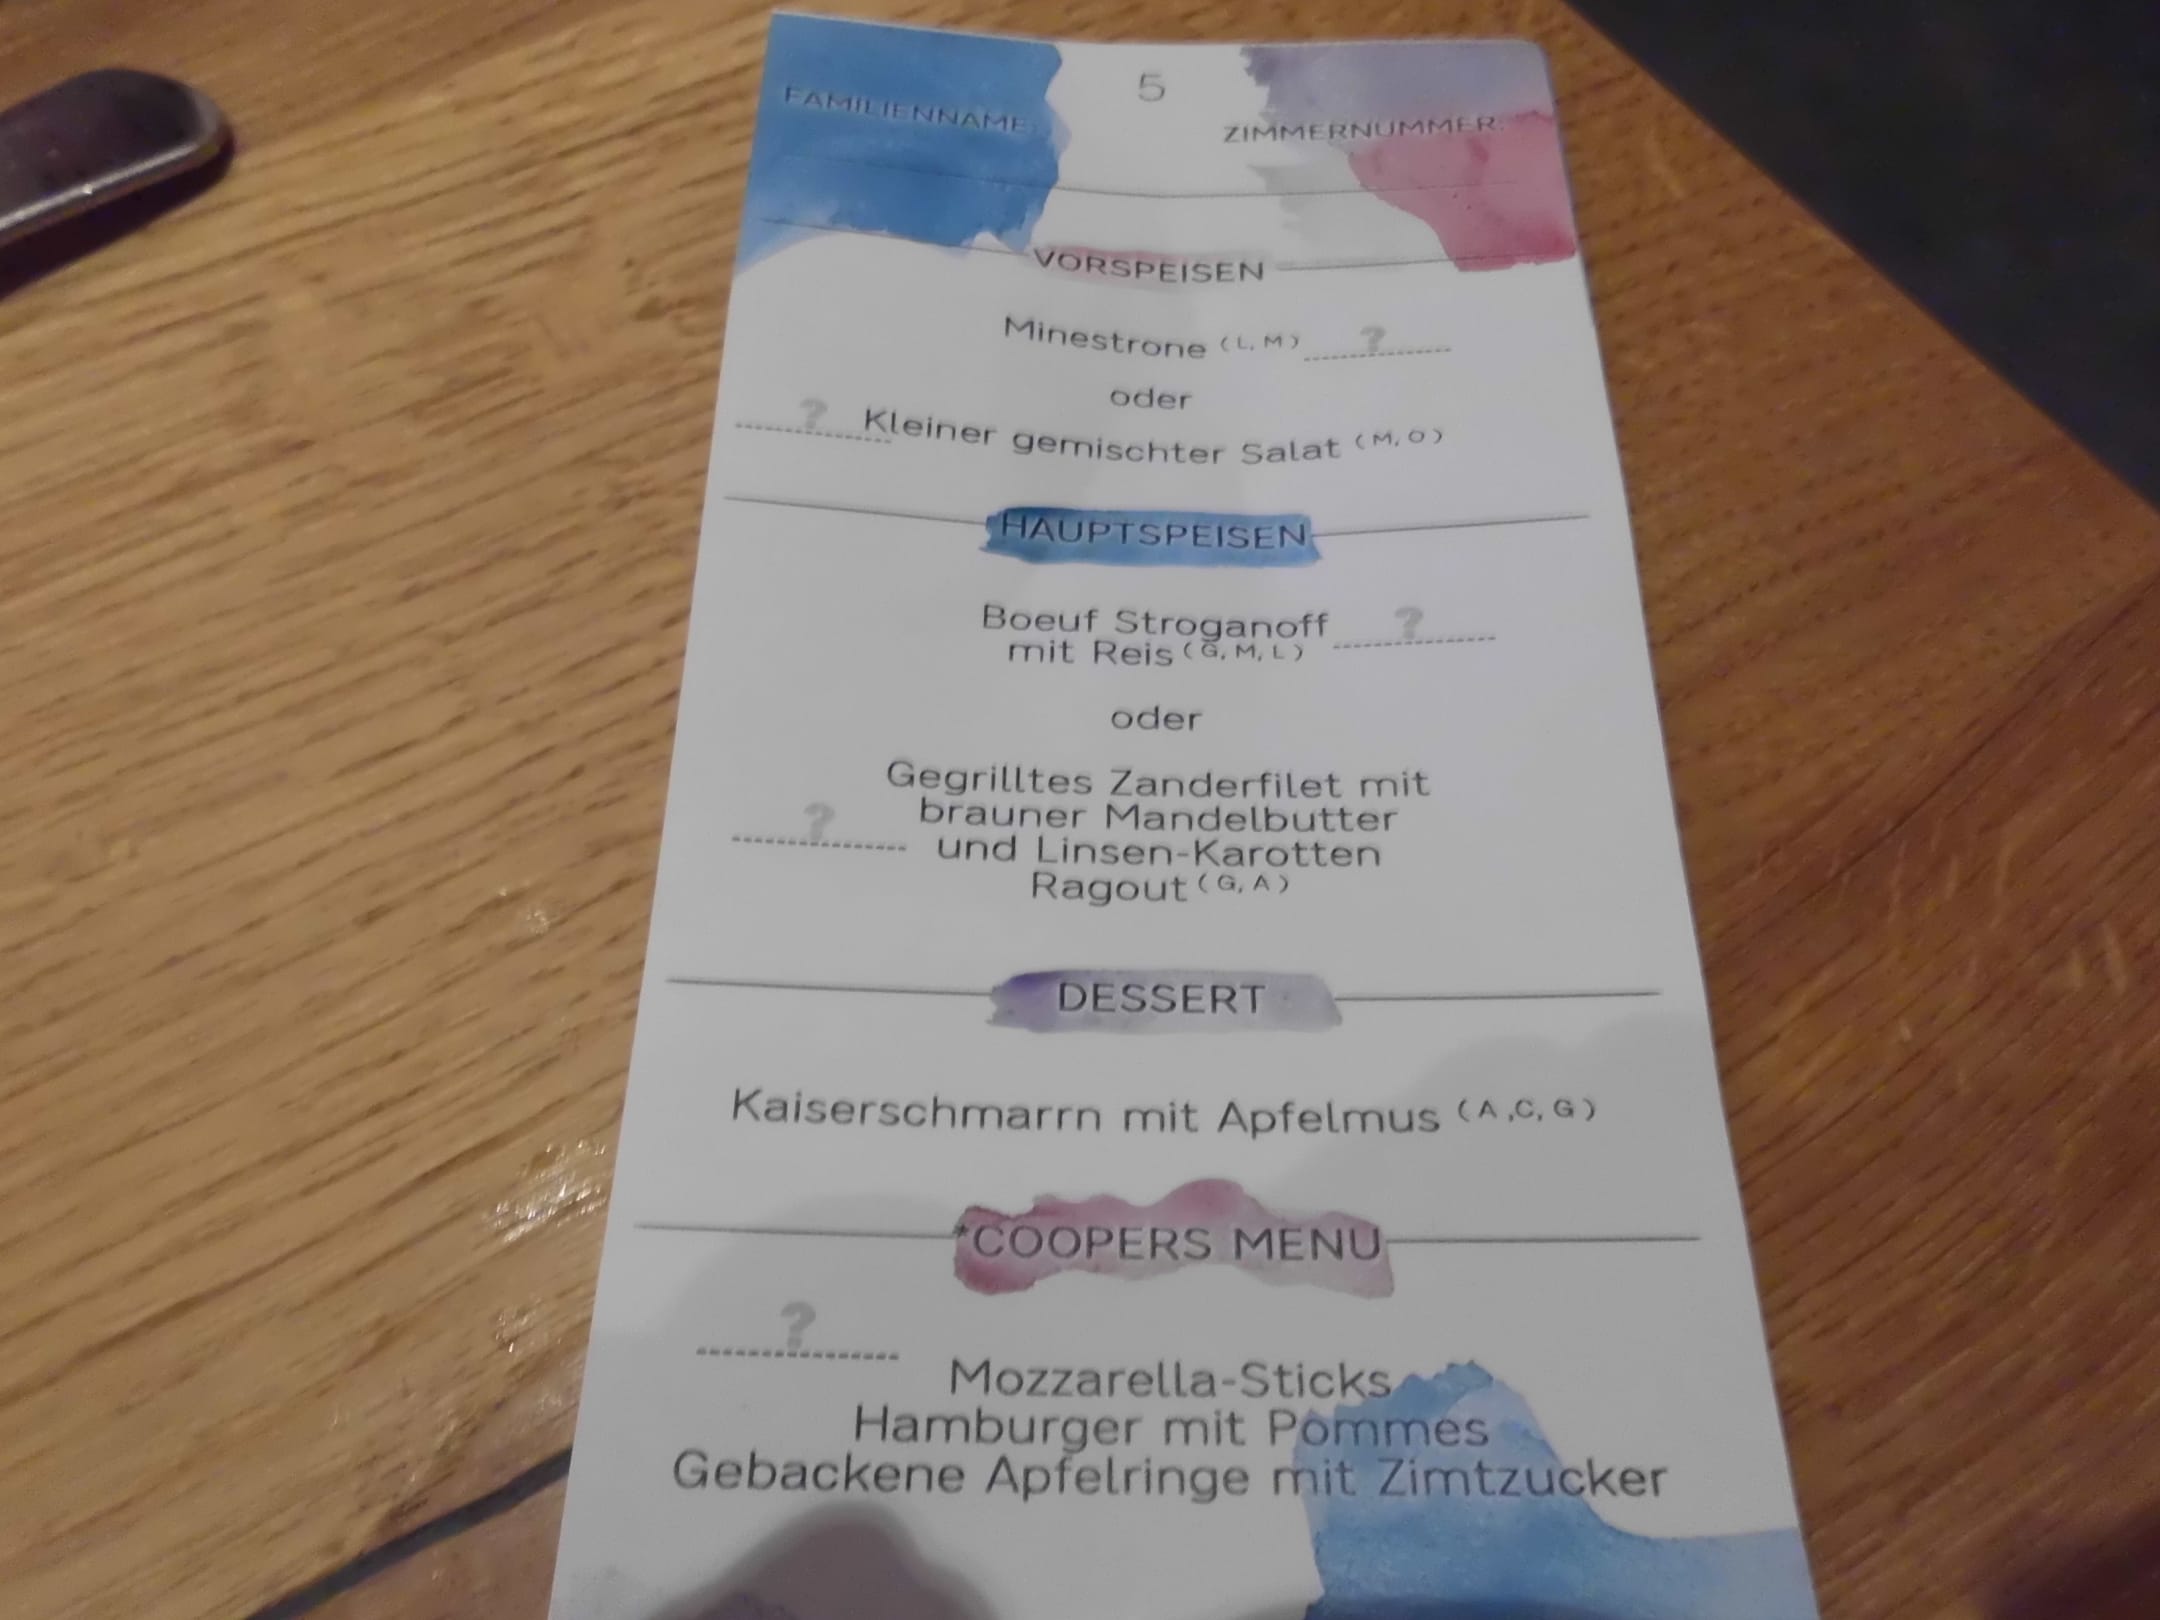 5
FAMILIENNAME:
ZIMMERNUMMER:
VORSPEISEN
Minestrone (L, M) ?
oder
? Kleiner gemischter Salat (M, O)
HAUPTSPEISEN
Boeuf Stroganoff ?
mit Reis (G, M, L)
oder
Gegrilltes Zanderfilet mit
brauner Mandelbutter
? und Linsen-Karotten
Ragout (G, A)
DESSERT
Kaiserschmarrn mit Apfelmus (A ,C, G)
*COOPERS MENU
?
Mozzarella-Sticks
Hamburger mit Pommes
Gebackene Apfelringe mit Zimtzucker